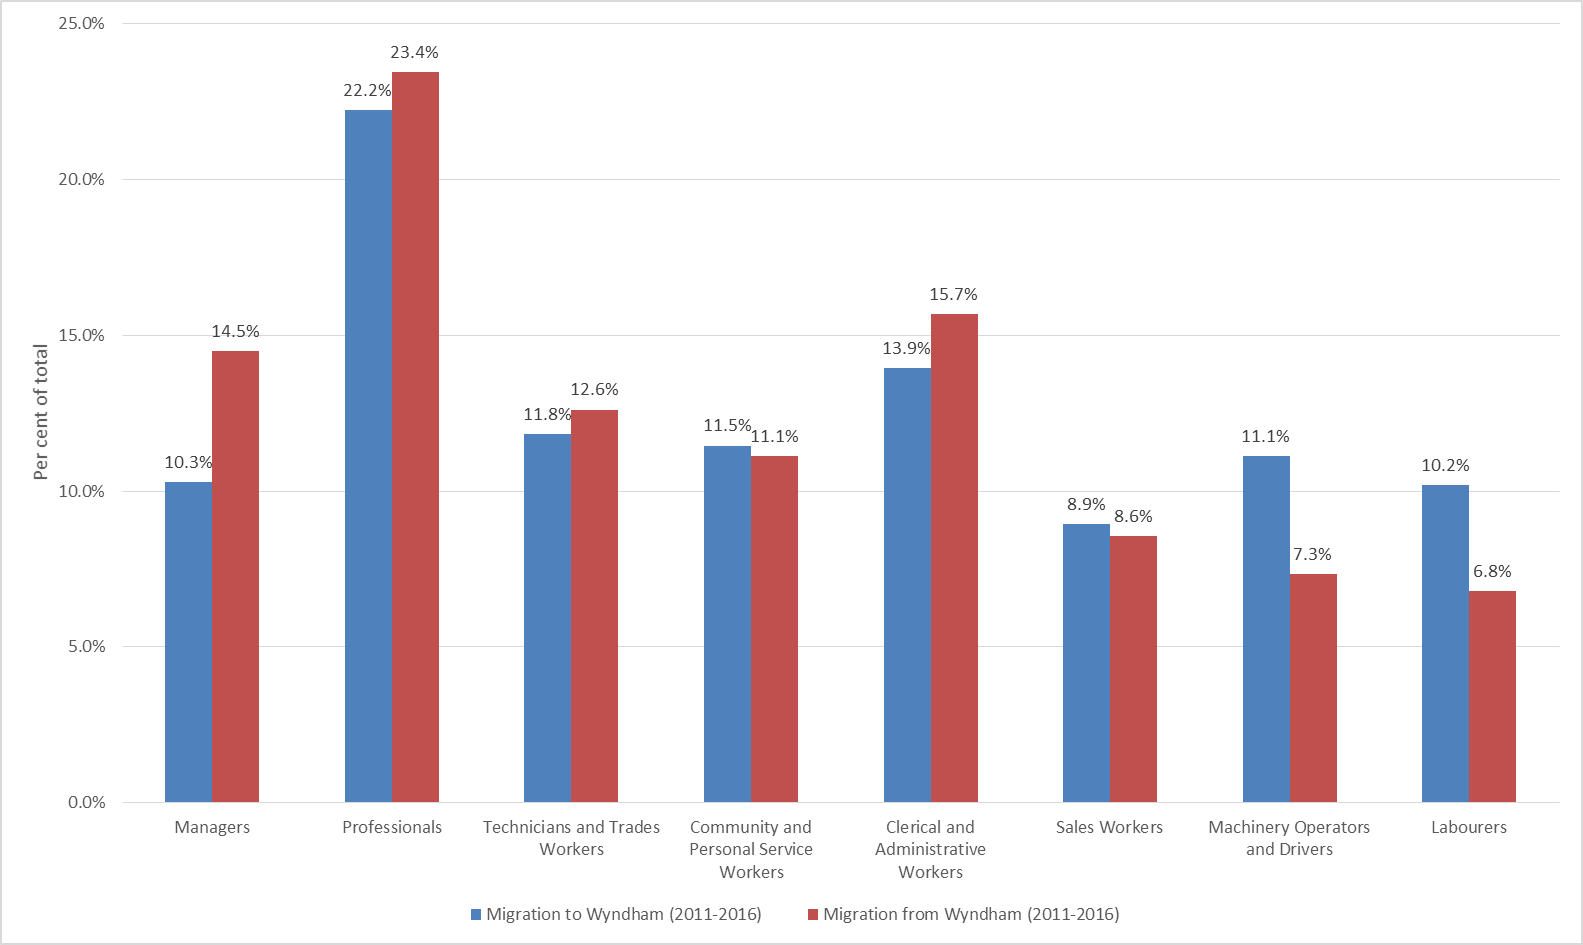 25.0%
20.0%
15.0%
10.0%
5.0%
0.0%
Per cent of total
10.3%
14.5%
22.2%
23.4%
11.8%
12.6%
11.5%
11.1%
13.9%
15.7%
8.9%
8.6%
11.1%
7.3%
10.2%
6.8%
Managers
Professionals
Technicians and Trades
Workers
Community and
Personal Service
Workers
Clerical and
Administrative
Workers
Sales Workers
Machinery Operators
and Drivers
Labourers
Migration to Wyndham (2011-2016)
Migration from Wyndham (2011-2016)